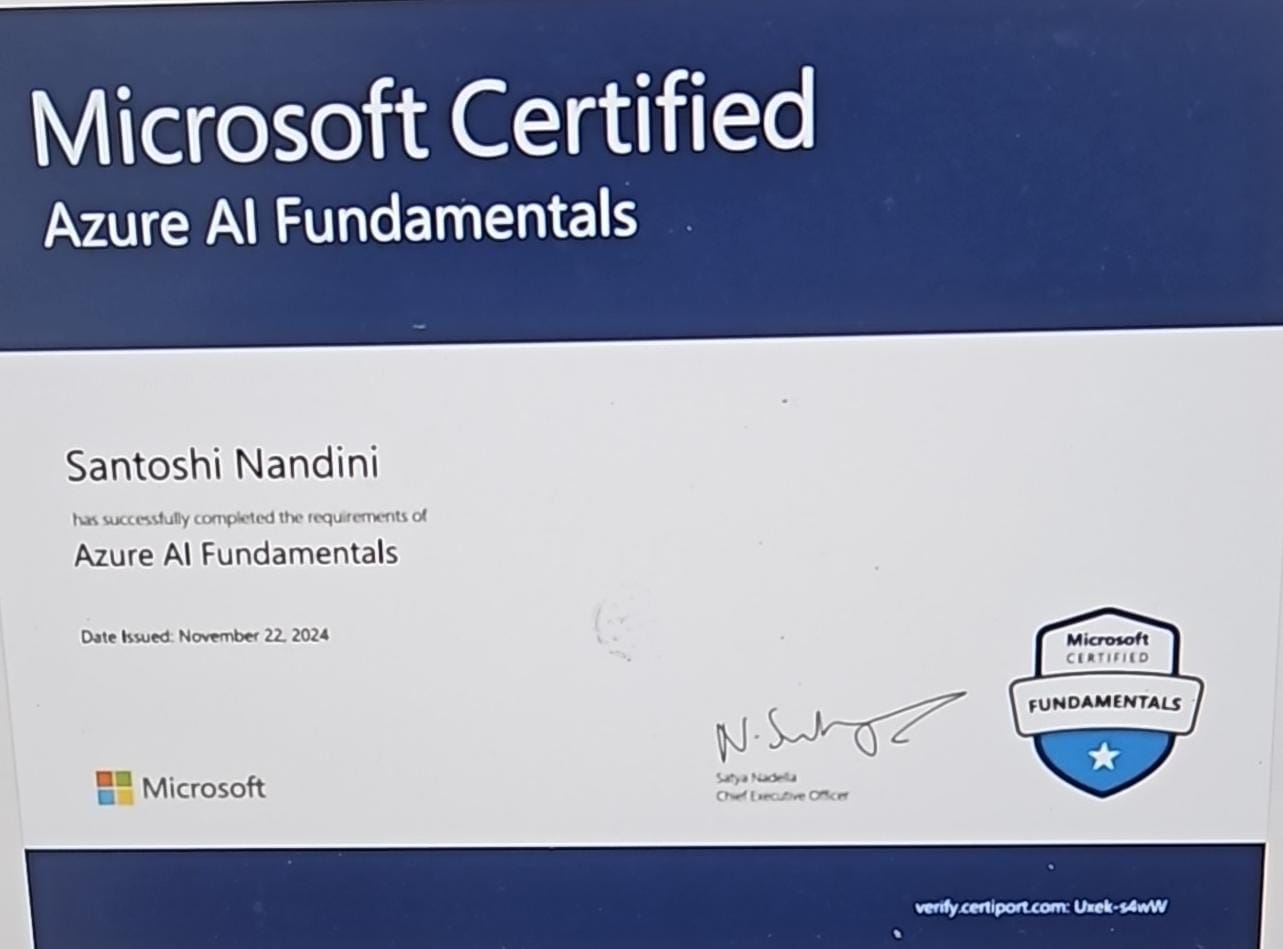 Microsoft Certified
Azure AI Fundamentals
Santoshi Nandini
has successfully completed the requirements of
Azure AI Fundamentals
Date Issued: November 22, 2024
Microsoft
CERTIFIED
FUNDAMENTALS
N. Satya
Satya Nadella
Chief Executive Officer
Microsoft
verify.certiport.com: Uxek-s4wW